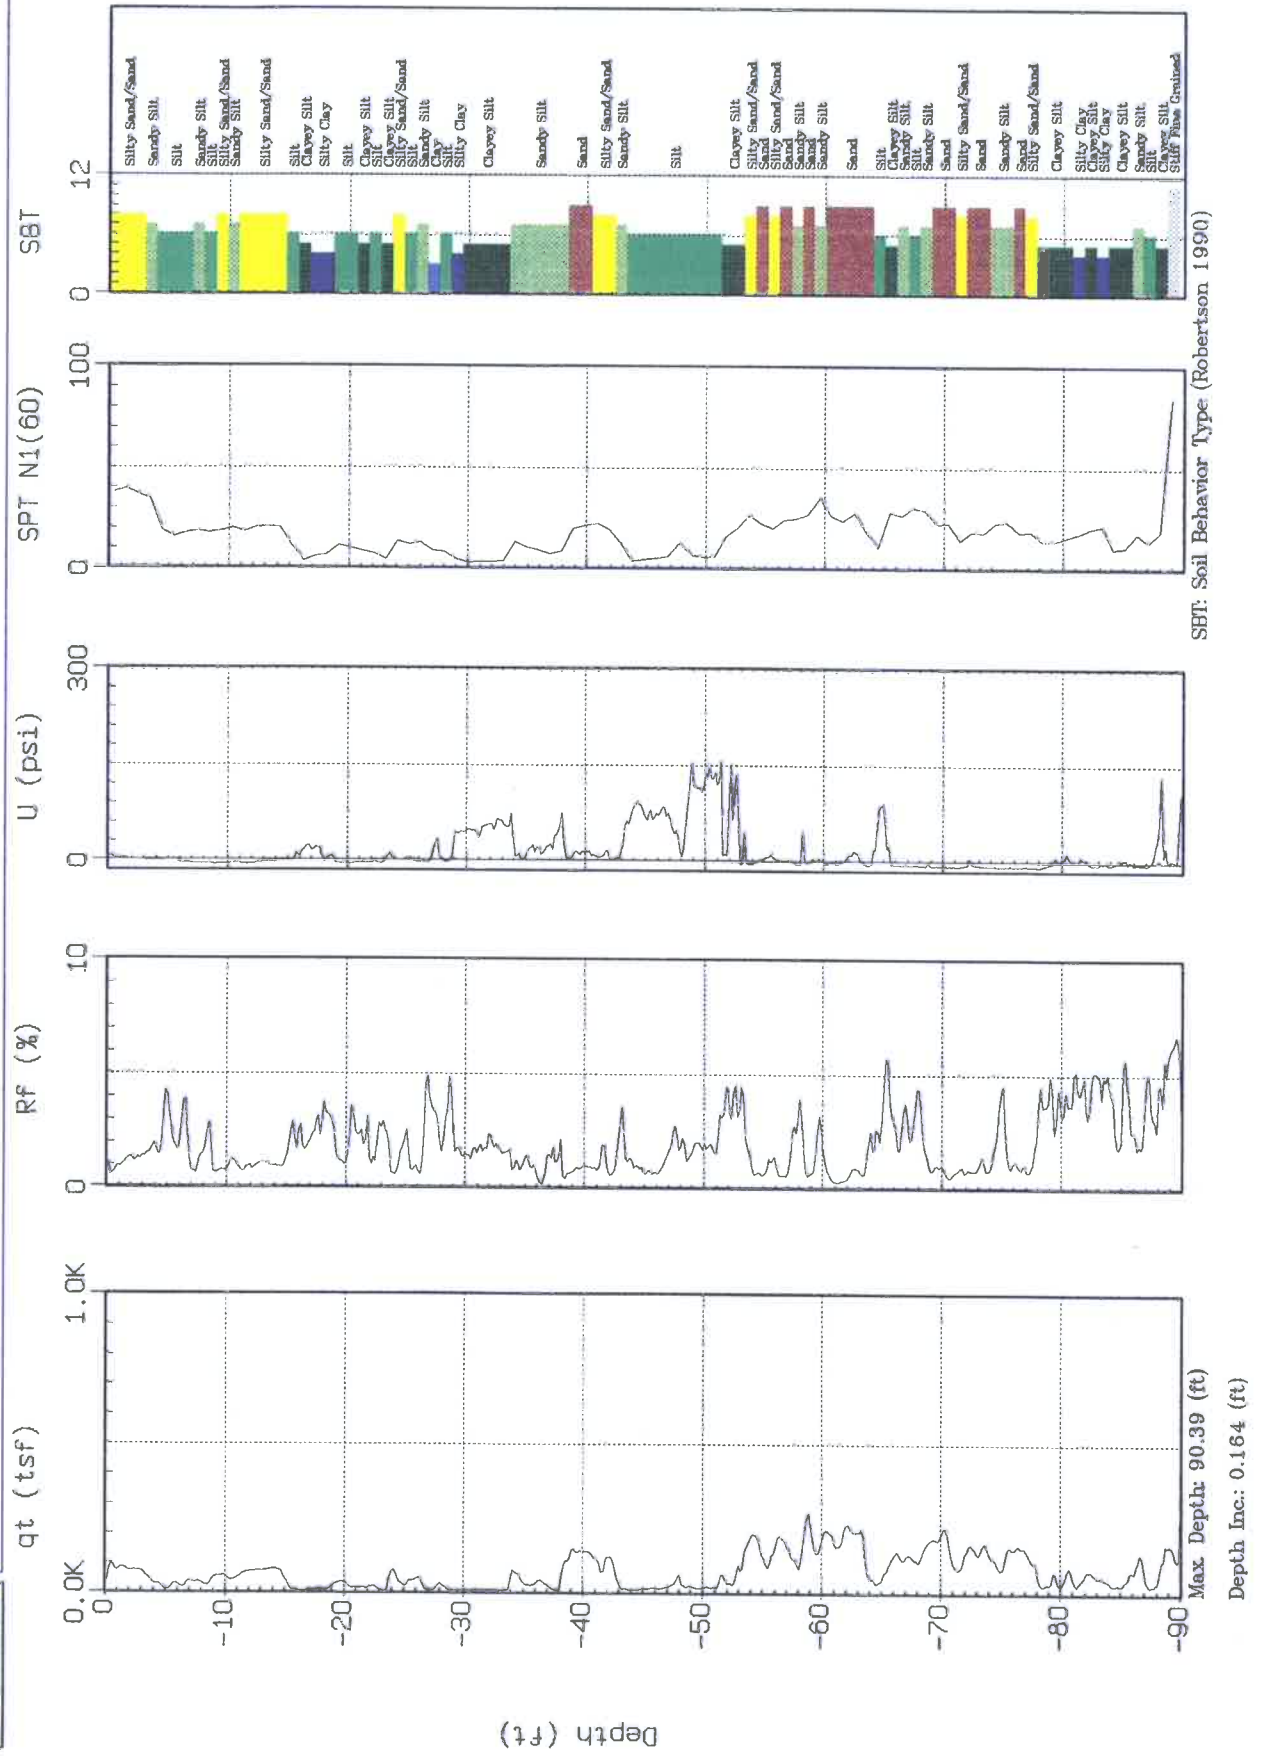 qt (tsf)
Rf (%)
U (psi)
SPT N1(60)
SBT
0.0K
1.0K
0
10
0
300
0
100
0
12
Depth (ft)
0
-10
-20
-30
-40
-50
-60
-70
-80
-90
Silty Sand/Sand
Sandy Silt
Silt
Sandy Silt
Silt
Silty Sand/Sand
Sandy Silt
Silty Sand/Sand
Silt
Clayey Silt
Silty Clay
Silt
Clayey Silt
Silt
Clayey Silt
Silty Sand/Sand
Silt
Sandy Silt
Clay
Silt
Silty Clay
Clayey Silt
Sandy Silt
Sand
Silty Sand/Sand
Sandy Silt
Silt
Clayey Silt
Silty Sand/Sand
Sand
Silty Sand/Sand
Sand
Sandy Silt
Sand
Sandy Silt
Sand
Silt
Clayey Silt
Sandy Silt
Silt
Sandy Silt
Sand
Silty Sand/Sand
Sand
Sandy Silt
Sand
Silty Sand/Sand
Clayey Silt
Silty Clay
Clayey Silt
Silty Clay
Clayey Silt
Sandy Silt
Silt
Clayey Silt
Stiff Fine Grained
Max. Depth: 90.39 (ft)
Depth Inc.: 0.164 (ft)
SBT: Soil Behavior Type (Robertson 1990)